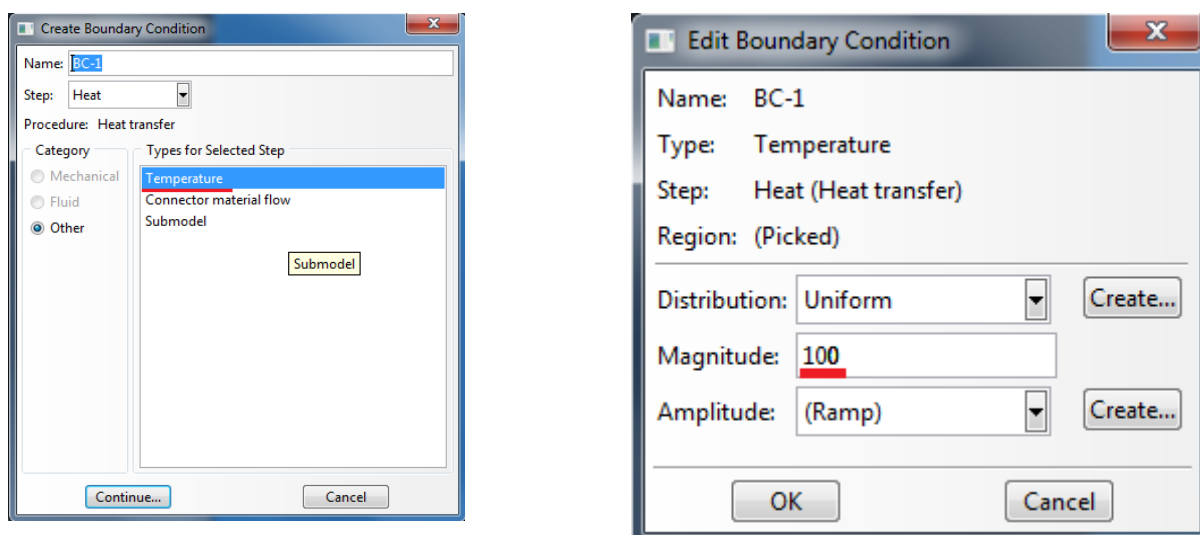 Create Boundary Condition
Name: BC-1
Step: Heat
Procedure: Heat transfer
Category
Mechanical
Fluid
Other
Types for Selected Step
Temperature
Connector material flow
Submodel
Submodel
Continue...
Cancel
Edit Boundary Condition
Name: BC-1
Type: Temperature
Step: Heat (Heat transfer)
Region: (Picked)
Distribution: Uniform Create...
Magnitude: 100
Amplitude: (Ramp) Create...
OK
Cancel